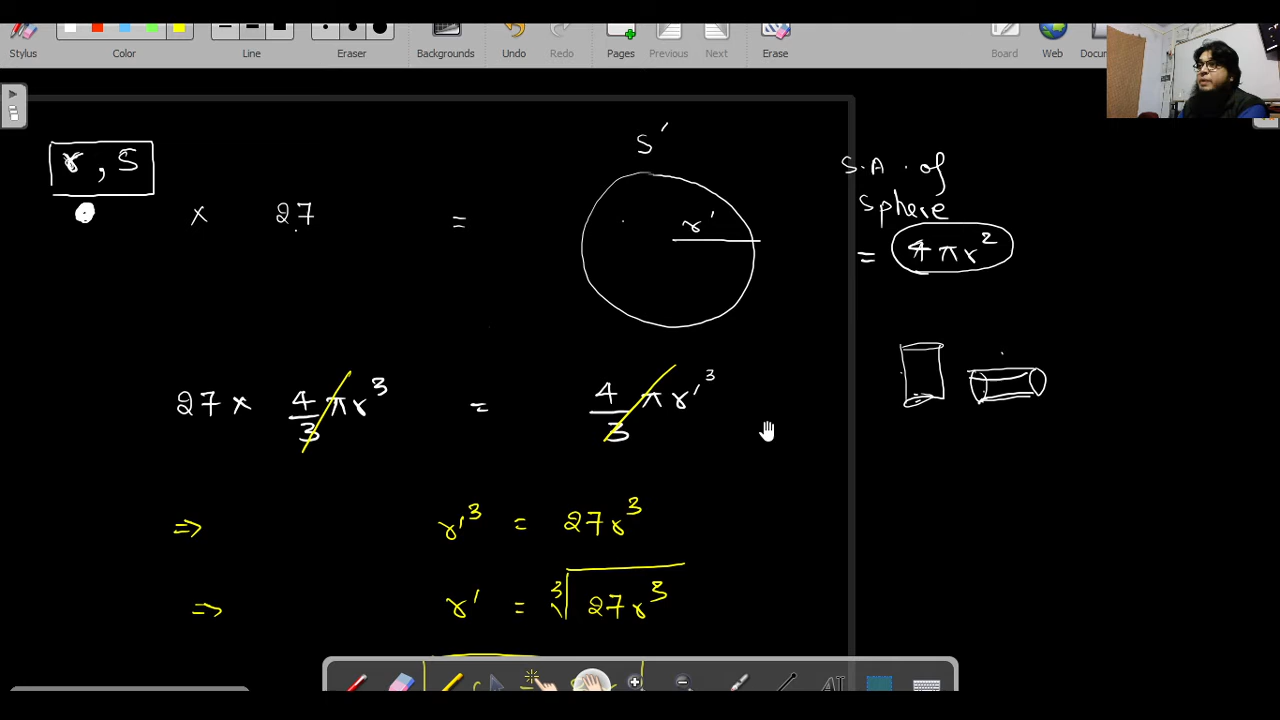 Stylus Color Line Eraser Backgrounds Undo Redo Pages Previous Next Erase Board Web Docum
S'
r, S
× 27 =
r'
S.A. of
sphere
= 4πr²
27 × 4/3 πr³ = 4/3 πr'³
⇒ r'³ = 27r³
⇒ r' = ∛27r³